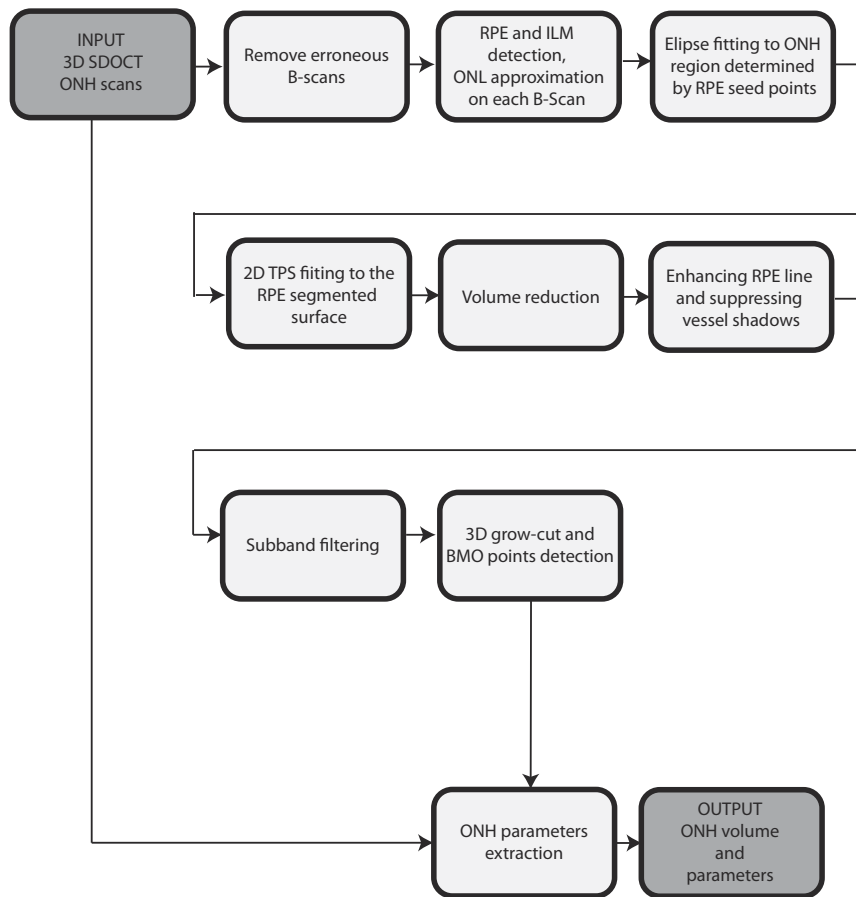 INPUT
3D SDOCT
ONH scans
Remove erroneous
B-scans
RPE and ILM
detection,
ONL approximation
on each B-Scan
Elipse fitting to ONH
region determined
by RPE seed points
2D TPS fiiting to the
RPE segmented
surface
Volume reduction
Enhancing RPE line
and suppressing
vessel shadows
Subband filtering
3D grow-cut and
BMO points detection
ONH parameters
extraction
OUTPUT
ONH volume
and
parameters